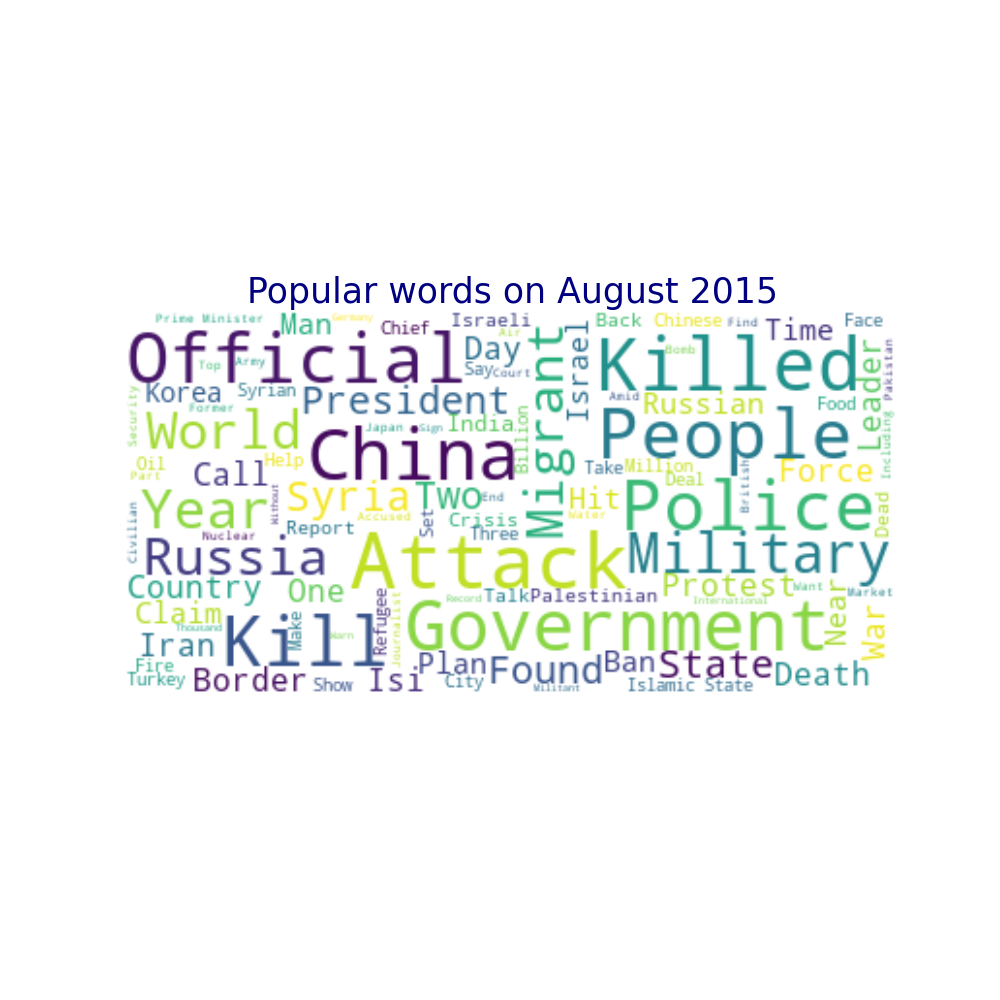 Popular words on August 2015
Prime Minister
Man
Germany
Chief
Israeli
Air
Back
Chinese
Find
Time
Face
Official
Top
Army
Day
Say
Court
Migrant
Israel
Killed
Bomb
Leader
Pakistan
Korea
Syrian
President
Amid
Russian
Food
Security
Former
World
Japan
Sign
India
Billion
People
Including
China
Oil
Part
Call
Help
Take
Million
Deal
British
Force
Year
Without
Syria
Two
End
Hit
Water
Police
Dead
Civilian
Nuclear
Report
Accused
Set
Crisis
Three
Russia
Attack
Military
Country
One
Refugee
Journalist
Record
Talk
Palestinian
Protest
International
Want
Near
Market
Claim
Thousand
Iran
Kill
Make
Warn
Government
War
Fire
Turkey
Border
Show
Isi
Plan
City
Found
Militant
Ban
State
Islamic State
Death